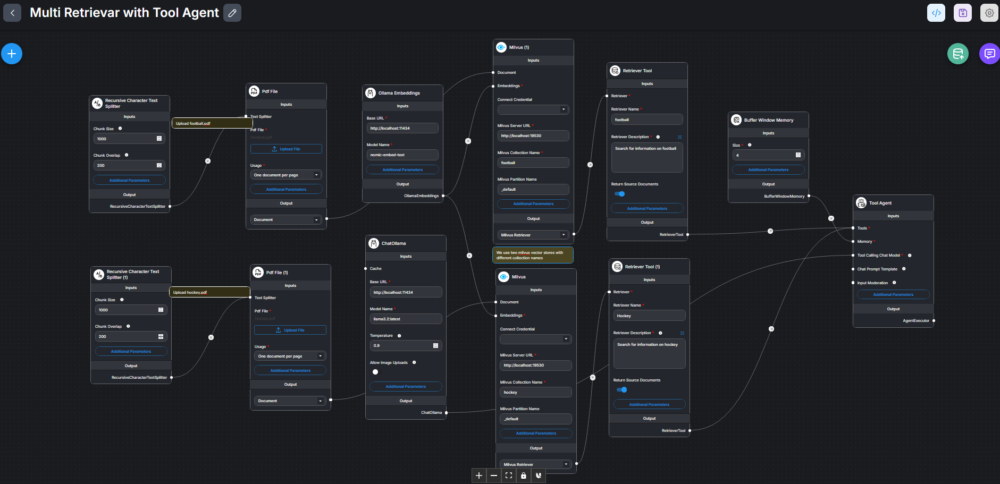 Multi Retrievar with Tool Agent
Recursive Character Text
Splitter
Inputs
Chunk Size
1000
Chunk Overlap
200
Additional Parameters
Output
RecursiveCharacterTextSplitter
Upload football.pdf
Pdf File
Inputs
Text Splitter
Pdf File *
Football.pdf
Upload File
Usage *
One document per page
Additional Parameters
Output
Document
Ollama Embeddings
Inputs
Base URL *
http://localhost:11434
Model Name *
nomic-embed-text
Additional Parameters
Output
OllamaEmbeddings
Milvus (1)
Inputs
Document
Embeddings *
Connect Credential
Milvus Server URL *
http://localhost:19530
Milvus Collection Name *
football
Milvus Partition Name
_default
Additional Parameters
Output
Milvus Retriever
We use two milvus vector stores with
different collection names
Retriever Tool
Inputs
Retriever *
Retriever Name *
football
Retriever Description *
Search for information on football
Return Source Documents
Additional Parameters
Output
RetrieverTool
Buffer Window Memory
Inputs
Size *
4
Additional Parameters
Output
BufferWindowMemory
Tool Agent
Inputs
Tools *
Memory *
Tool Calling Chat Model *
Chat Prompt Template
Input Moderation
Additional Parameters
Output
AgentExecutor
Recursive Character Text
Splitter (1)
Inputs
Chunk Size
1000
Chunk Overlap
200
Additional Parameters
Output
RecursiveCharacterTextSplitter
Upload hockey.pdf
Pdf File (1)
Inputs
Text Splitter
Pdf File *
Hockey.pdf
Upload File
Usage *
One document per page
Additional Parameters
Output
Document
ChatOllama
Inputs
Cache
Base URL *
http://localhost:11434
Model Name *
llama3.2:latest
Temperature
0.9
Allow Image Uploads
Additional Parameters
Output
ChatOllama
Milvus
Inputs
Document
Embeddings *
Connect Credential
Milvus Server URL *
http://localhost:19530
Milvus Collection Name *
hockey
Milvus Partition Name
_default
Additional Parameters
Output
Milvus Retriever
Retriever Tool (1)
Inputs
Retriever *
Retriever Name *
Hockey
Retriever Description *
Search for information on hockey
Return Source Documents
Additional Parameters
Output
RetrieverTool